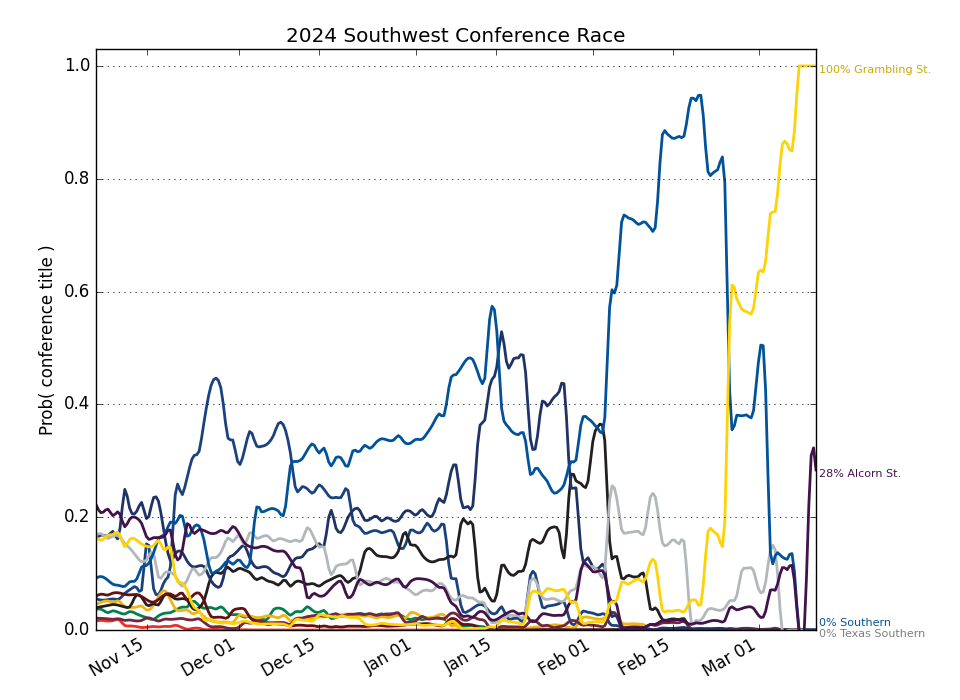 2024 Southwest Conference Race
Prob( conference title )
1.0
0.8
0.6
0.4
0.2
0.0
Nov 15
Dec 01
Dec 15
Jan 01
Jan 15
Feb 01
Feb 15
Mar 01
100% Grambling St.
28% Alcorn St.
0% Southern
0% Texas Southern